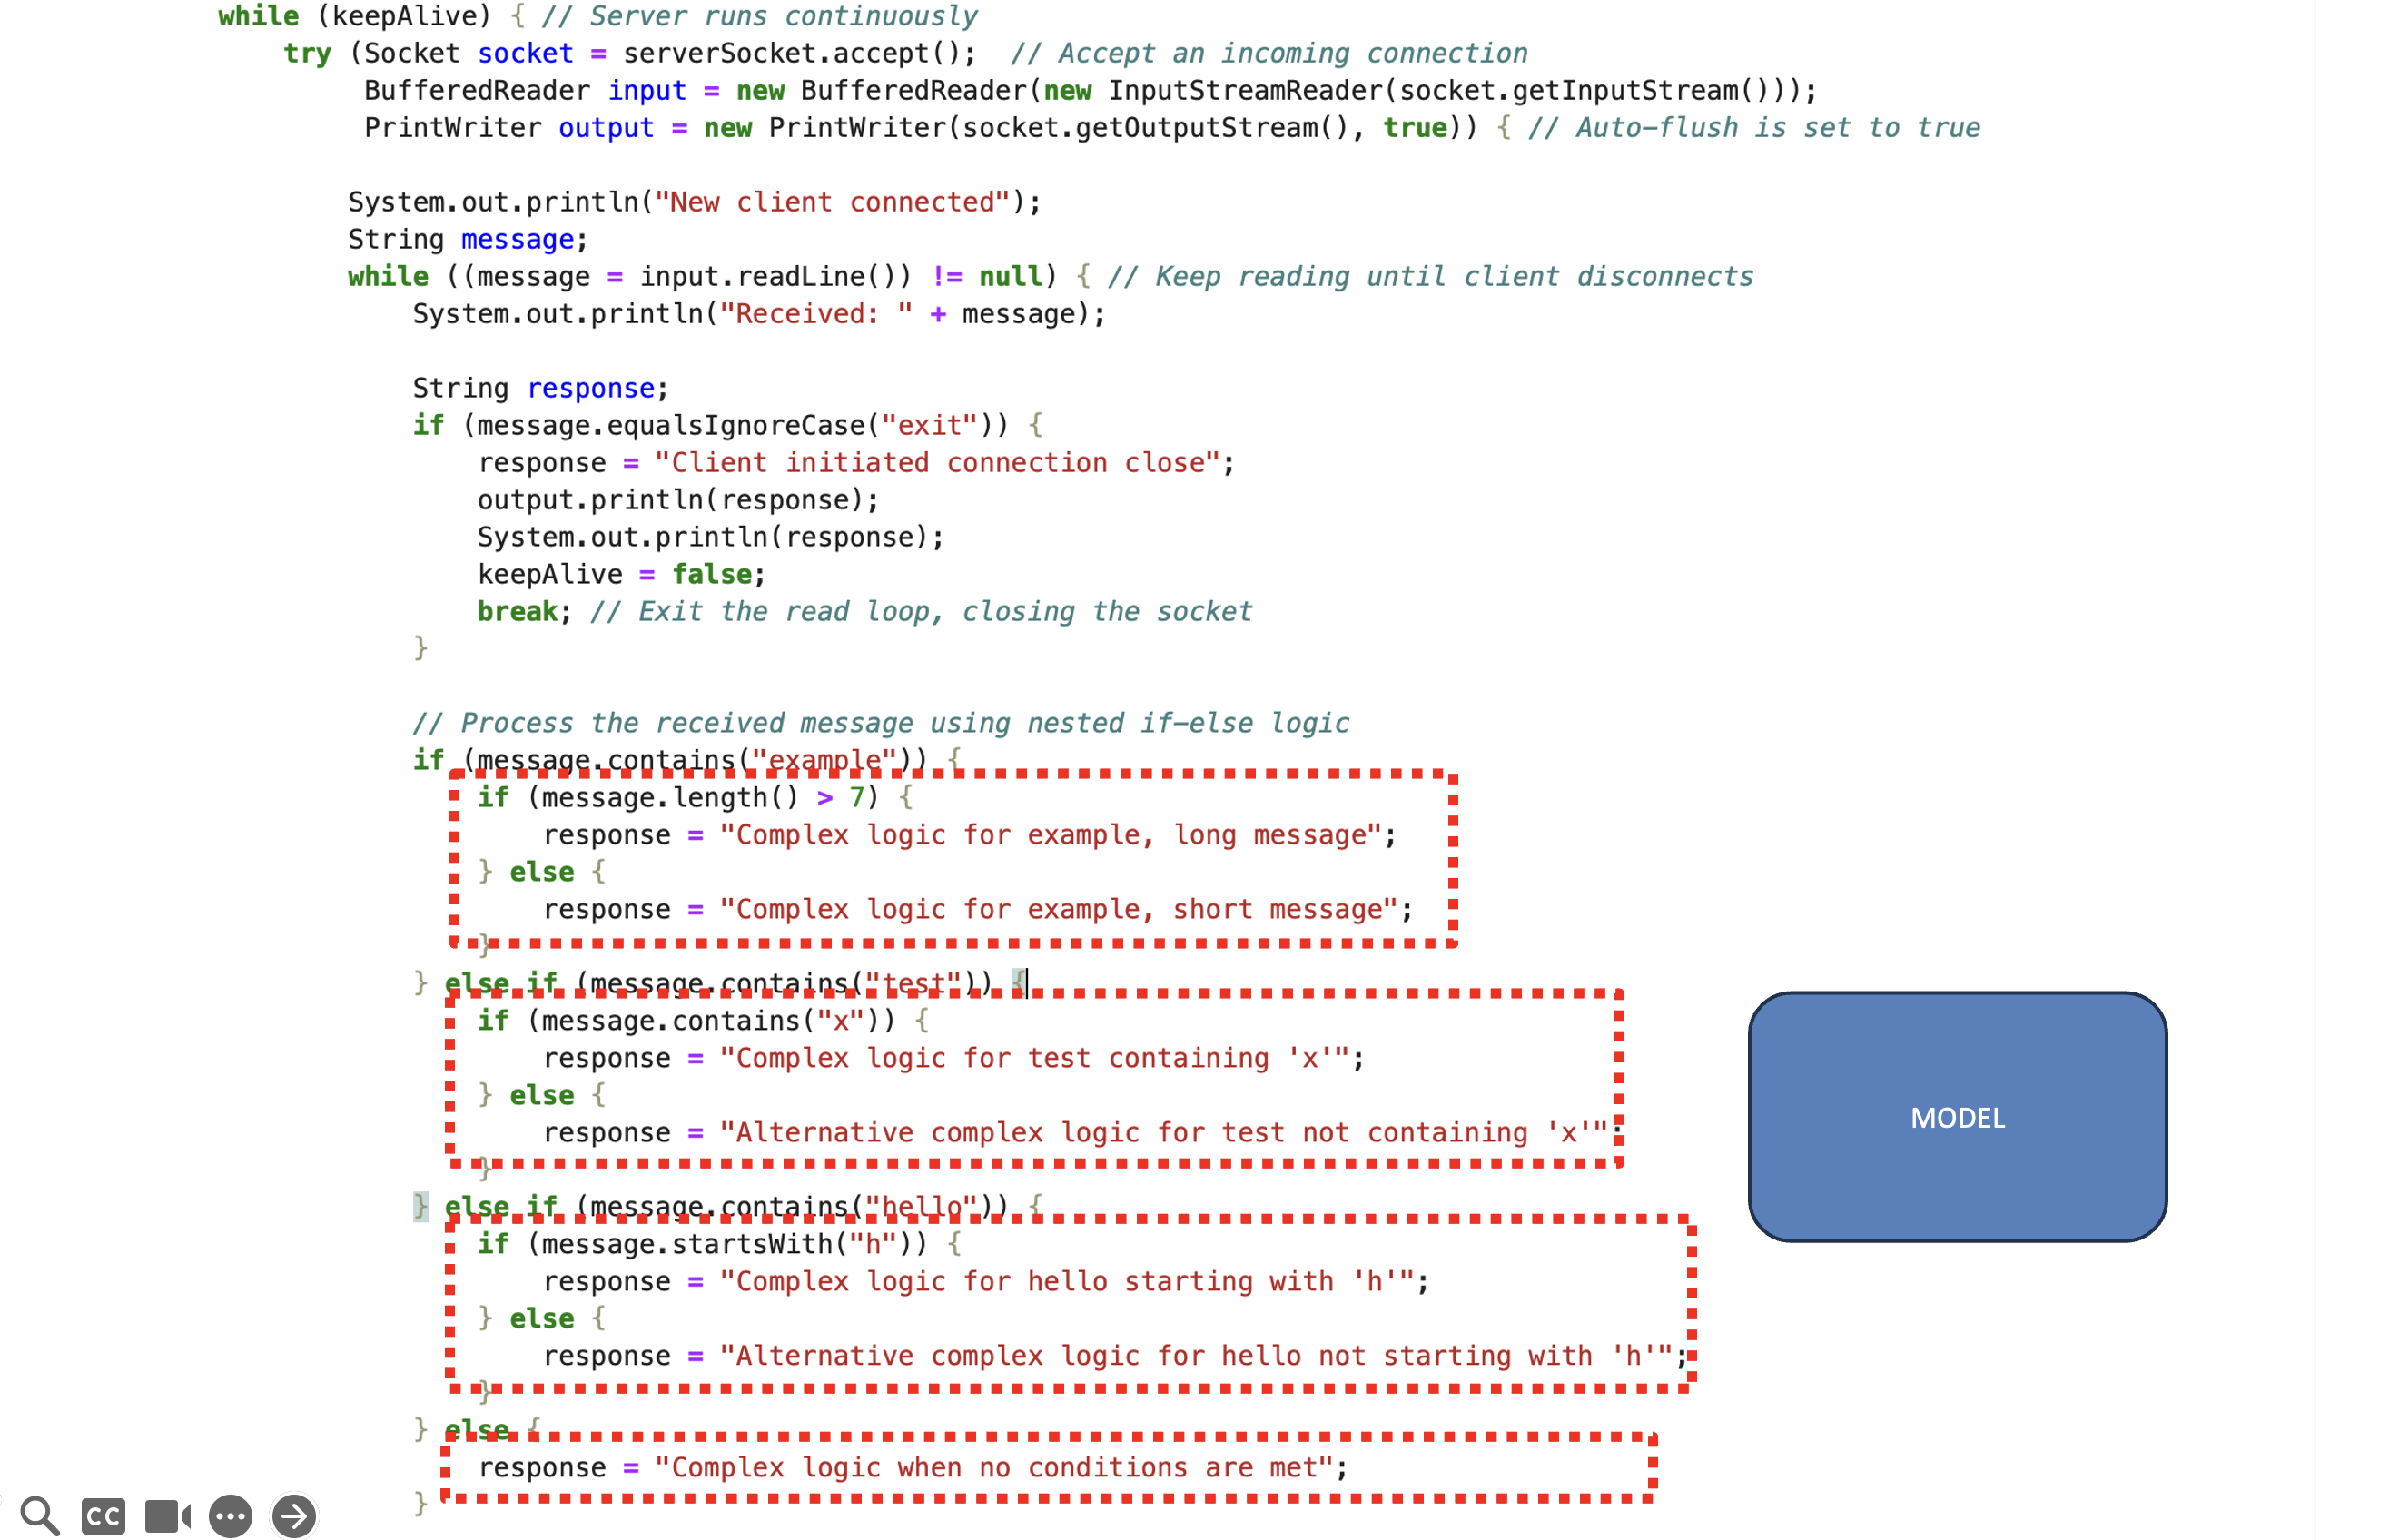 while (keepAlive) { // Server runs continuously
try (Socket socket = serverSocket.accept(); // Accept an incoming connection
BufferedReader input = new BufferedReader(new InputStreamReader(socket.getInputStream()));
PrintWriter output = new PrintWriter(socket.getOutputStream(), true)) { // Auto-flush is set to true
System.out.println("New client connected");
String message;
while ((message = input.readLine()) != null) { // Keep reading until client disconnects
System.out.println("Received: " + message);
String response;
if (message.equalsIgnoreCase("exit")) {
response = "Client initiated connection close";
output.println(response);
System.out.println(response);
keepAlive = false;
break; // Exit the read loop, closing the socket
}
// Process the received message using nested if-else logic
if (message.contains("example")) {
if (message.length() > 7) {
response = "Complex logic for example, long message";
} else {
response = "Complex logic for example, short message";
}
} else if (message.contains("test")) {
if (message.contains("x")) {
response = "Complex logic for test containing 'x'";
} else {
response = "Alternative complex logic for test not containing 'x'";
}
} else if (message.contains("hello")) {
if (message.startsWith("h")) {
response = "Complex logic for hello starting with 'h'";
} else {
response = "Alternative complex logic for hello not starting with 'h'";
}
} else {
response = "Complex logic when no conditions are met";
}
MODEL
CC